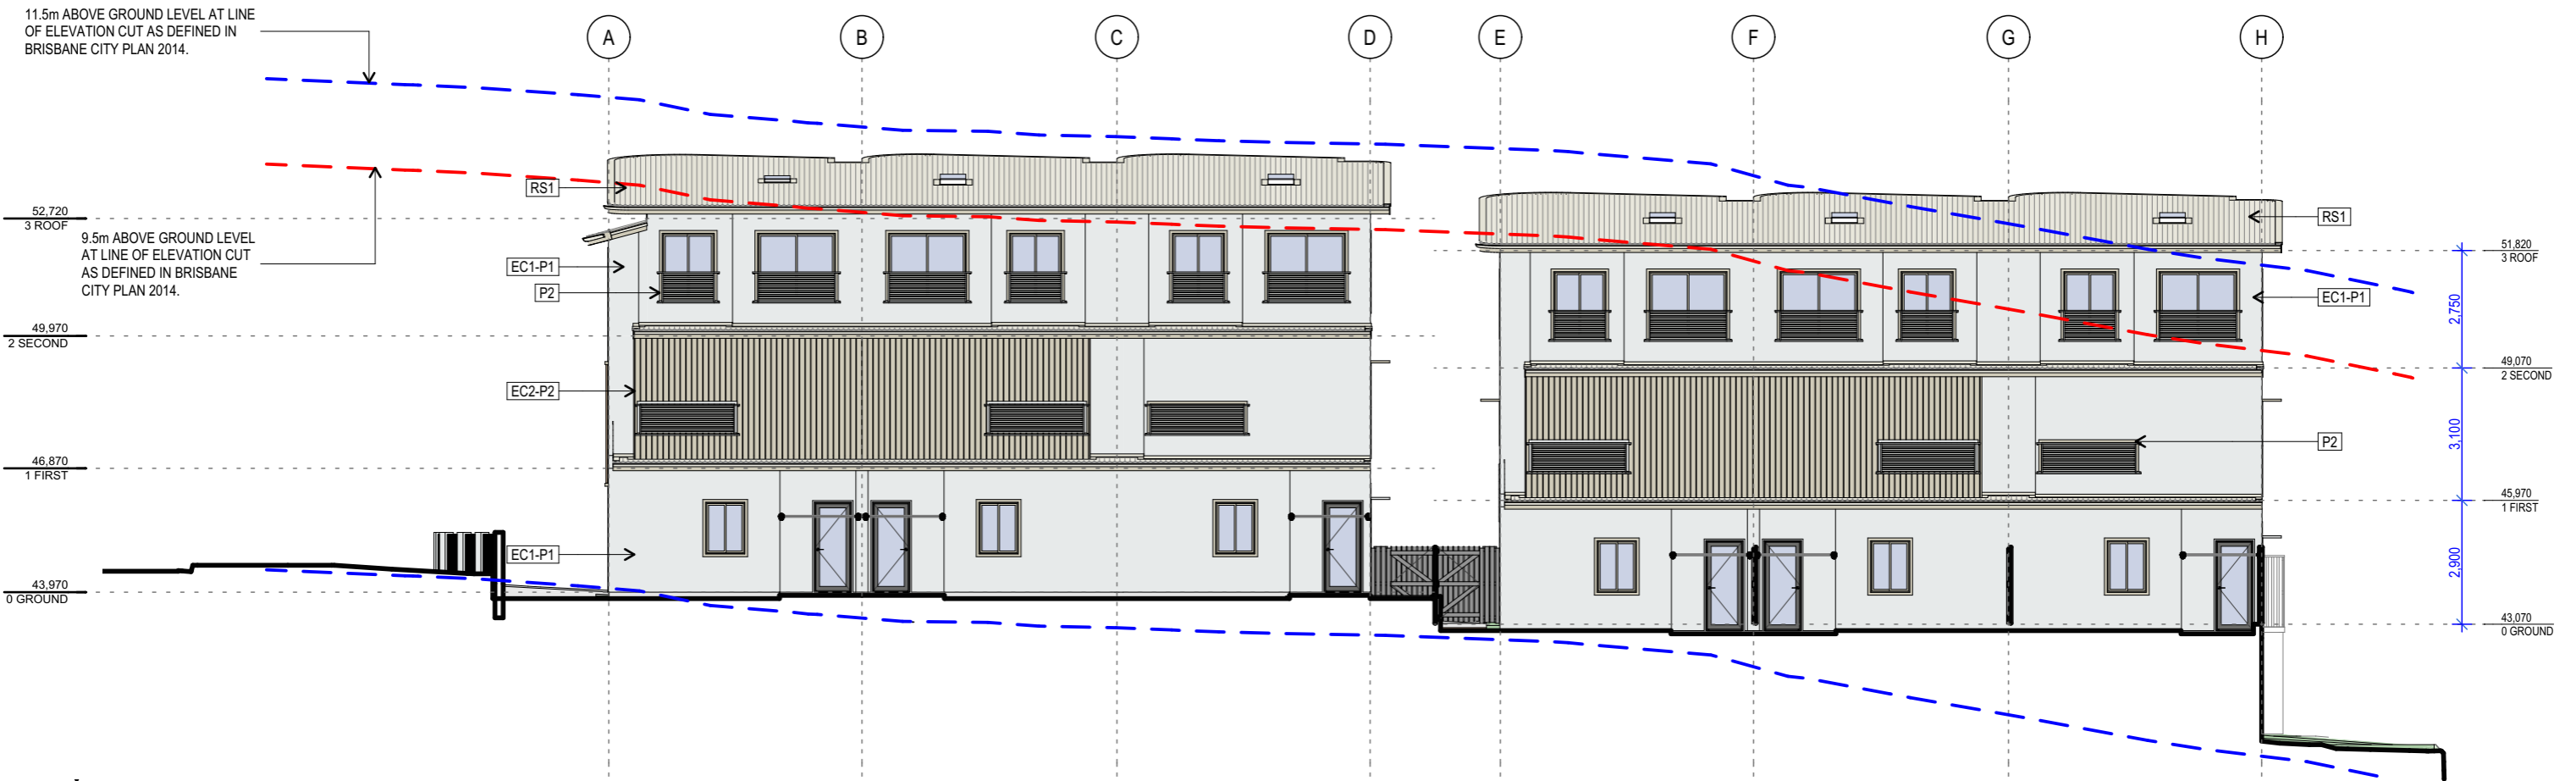 11.5m ABOVE GROUND LEVEL AT LINE
OF ELEVATION CUT AS DEFINED IN
BRISBANE CITY PLAN 2014.
A
B
C
D
E
F
G
H
RS1
52,720
3 ROOF
9.5m ABOVE GROUND LEVEL
AT LINE OF ELEVATION CUT
AS DEFINED IN BRISBANE
CITY PLAN 2014.
EC1-P1
P2
49,970
2 SECOND
EC2-P2
46,870
1 FIRST
EC1-P1
43,970
0 GROUND
RS1
51,820
3 ROOF
EC1-P1
2,750
49,070
2 SECOND
3,100
P2
45,970
1 FIRST
2,900
43,070
0 GROUND